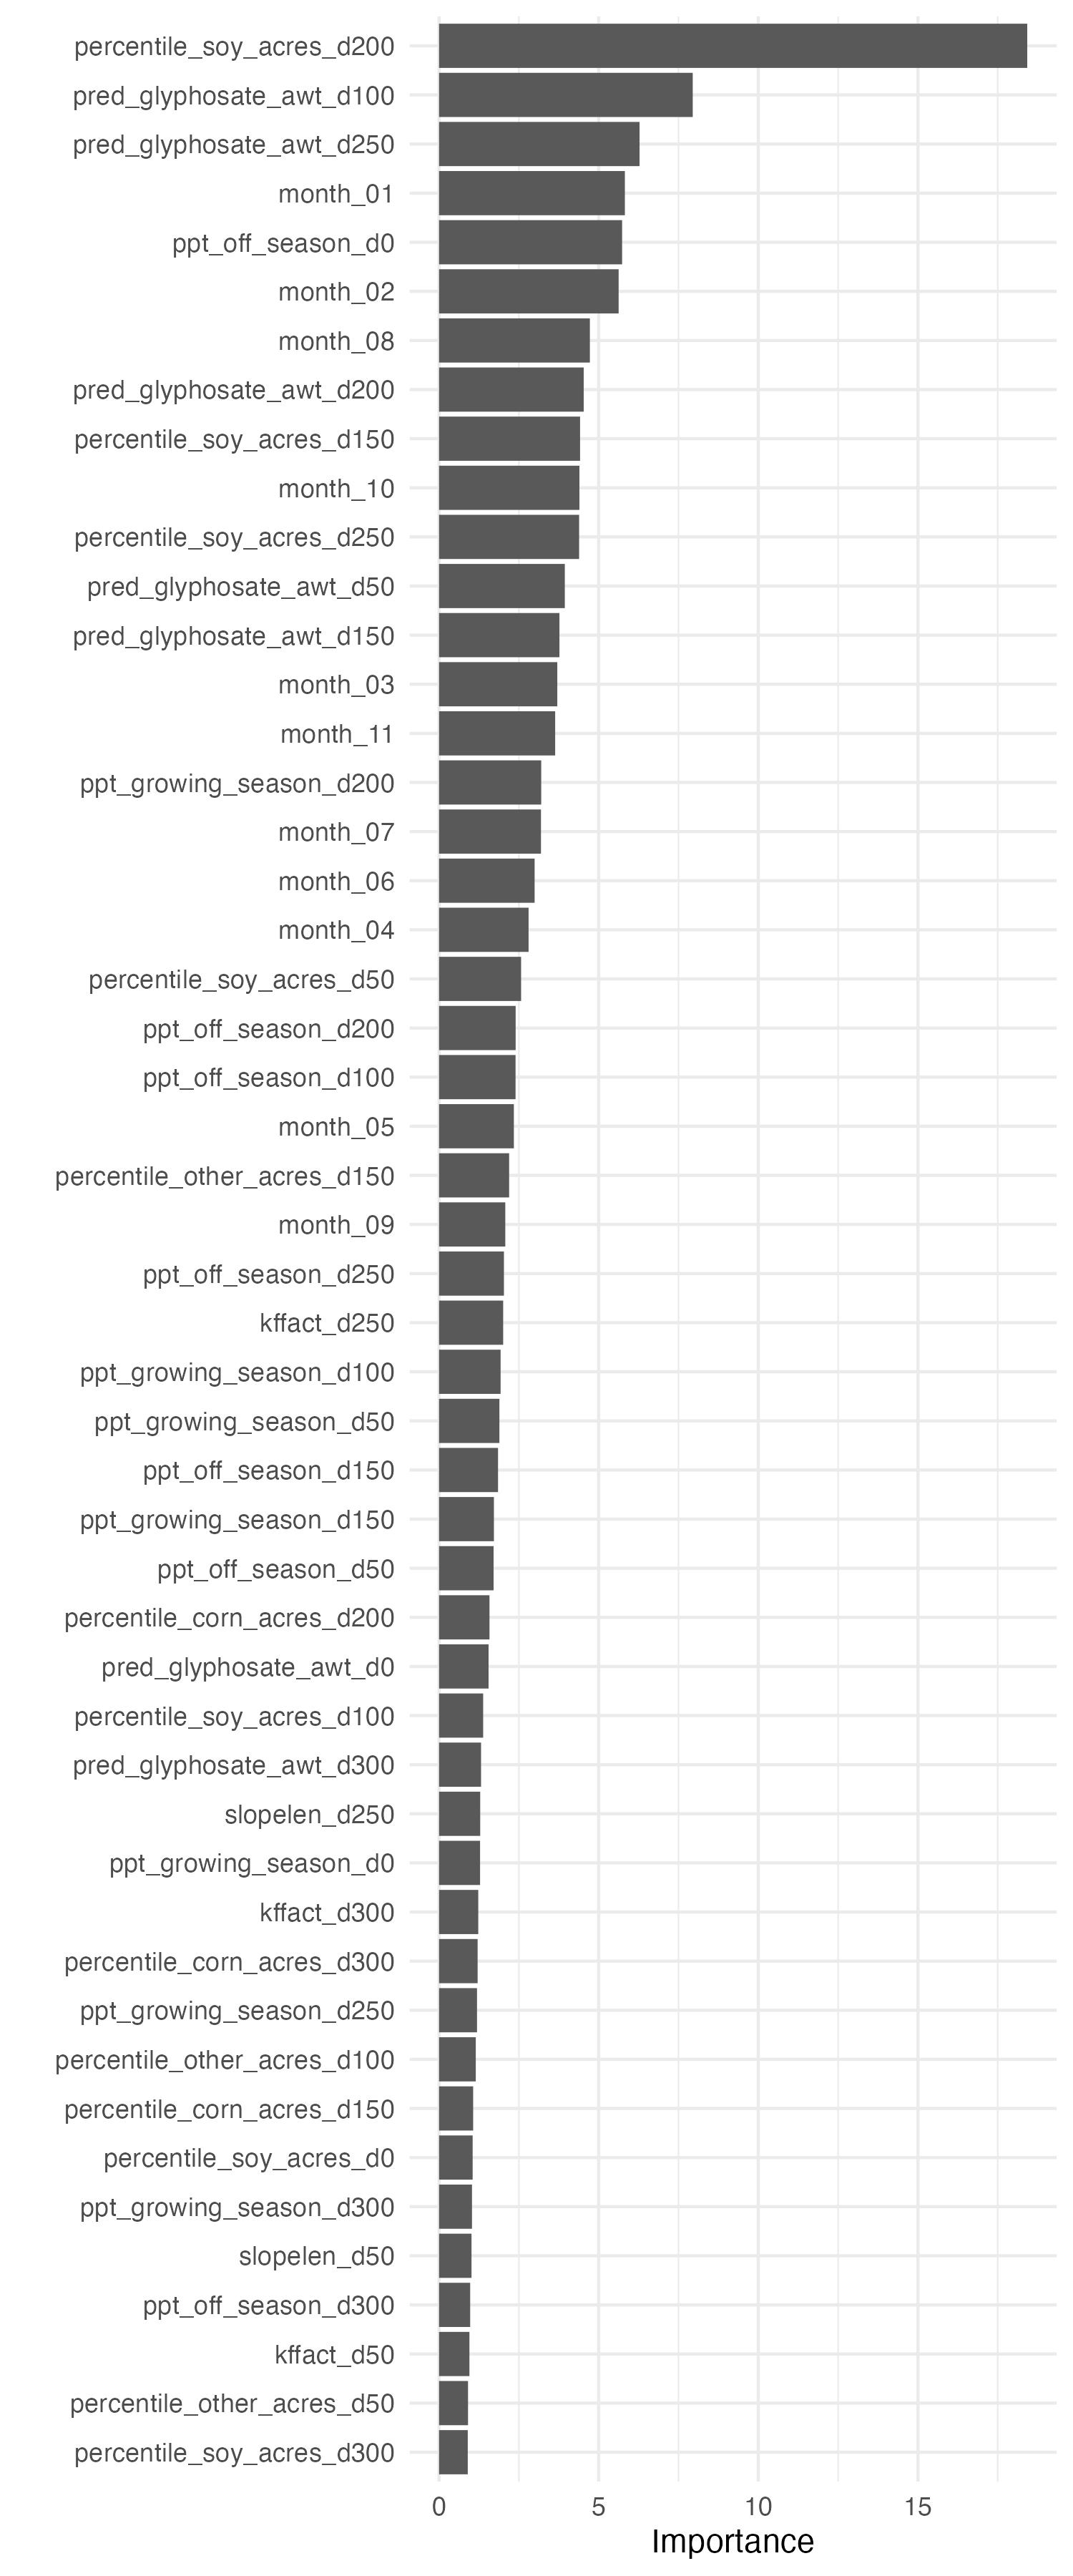 percentile_soy_acres_d200
pred_glyphosate_awt_d100
pred_glyphosate_awt_d250
month_01
ppt_off_season_d0
month_02
month_08
pred_glyphosate_awt_d200
percentile_soy_acres_d150
month_10
percentile_soy_acres_d250
pred_glyphosate_awt_d50
pred_glyphosate_awt_d150
month_03
month_11
ppt_growing_season_d200
month_07
month_06
month_04
percentile_soy_acres_d50
ppt_off_season_d200
ppt_off_season_d100
month_05
percentile_other_acres_d150
month_09
ppt_off_season_d250
kffact_d250
ppt_growing_season_d100
ppt_growing_season_d50
ppt_off_season_d150
ppt_growing_season_d150
ppt_off_season_d50
percentile_corn_acres_d200
pred_glyphosate_awt_d0
percentile_soy_acres_d100
pred_glyphosate_awt_d300
slopelen_d250
ppt_growing_season_d0
kffact_d300
percentile_corn_acres_d300
ppt_growing_season_d250
percentile_other_acres_d100
percentile_corn_acres_d150
percentile_soy_acres_d0
ppt_growing_season_d300
slopelen_d50
ppt_off_season_d300
kffact_d50
percentile_other_acres_d50
percentile_soy_acres_d300
0 5 10 15
Importance